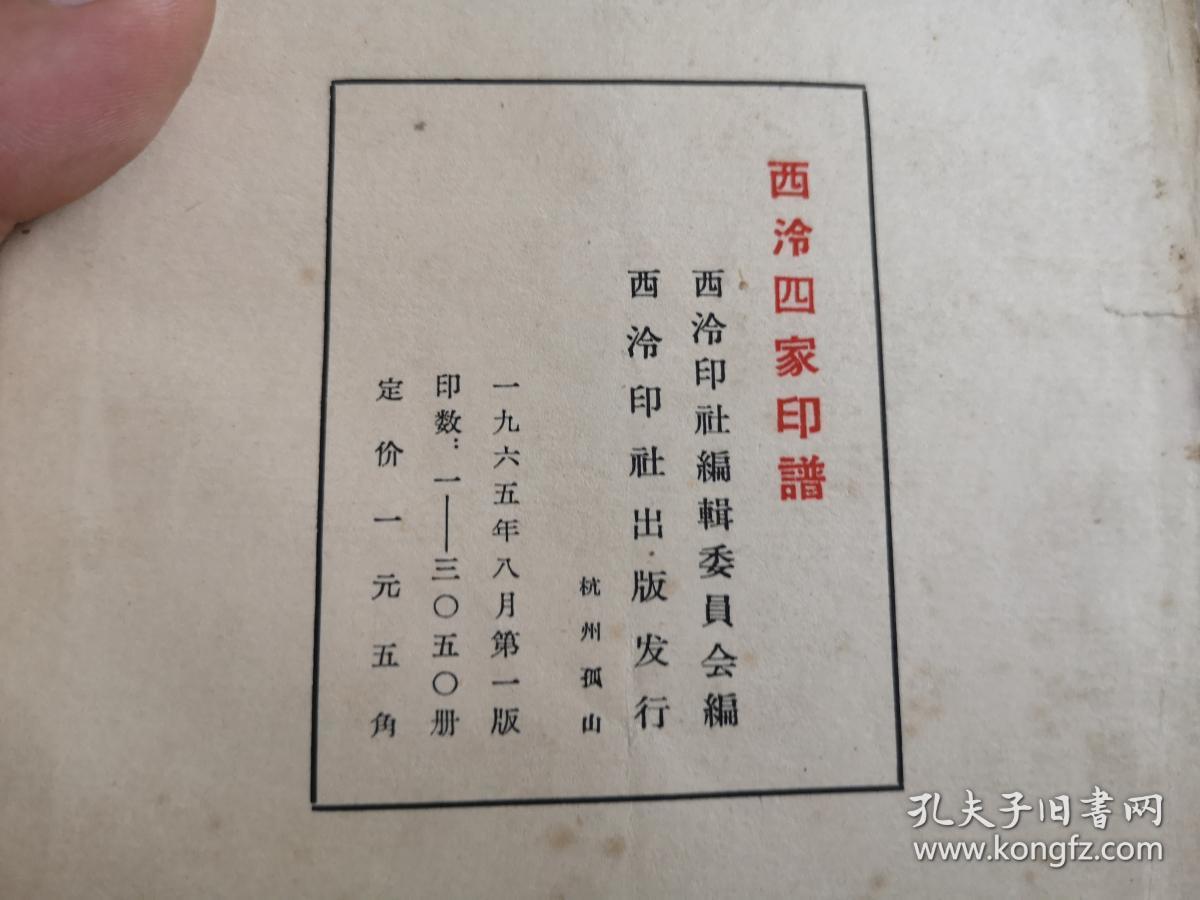 西泠四家印譜
西泠印社編輯委員会編
西泠印社出版发行
杭州孤山
一九六五年八月第一版
印数：一——三〇五〇册
定价一元五角
孔夫子旧书网
www.kongfz.com